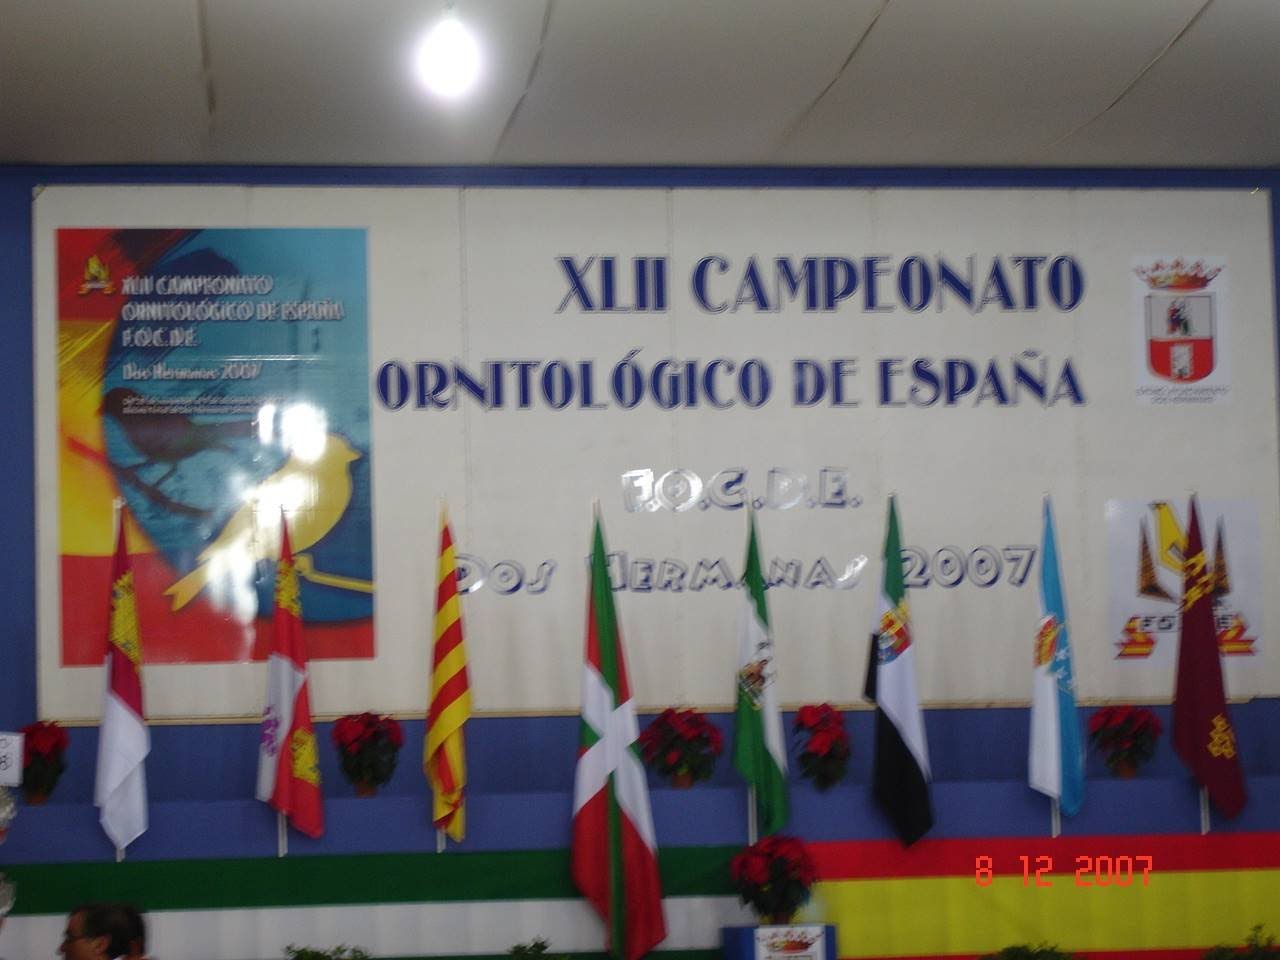 XLII CAMPEONATO
ORNITOLÓGICO DE ESPAÑA
F.O.C.D.E.
Dos Hermanas 2007
XLII CAMPEONATO
ORNITOLÓGICO DE ESPAÑA
F.O.C.D.E.
DOS HERMANAS 2007
8 12 2007